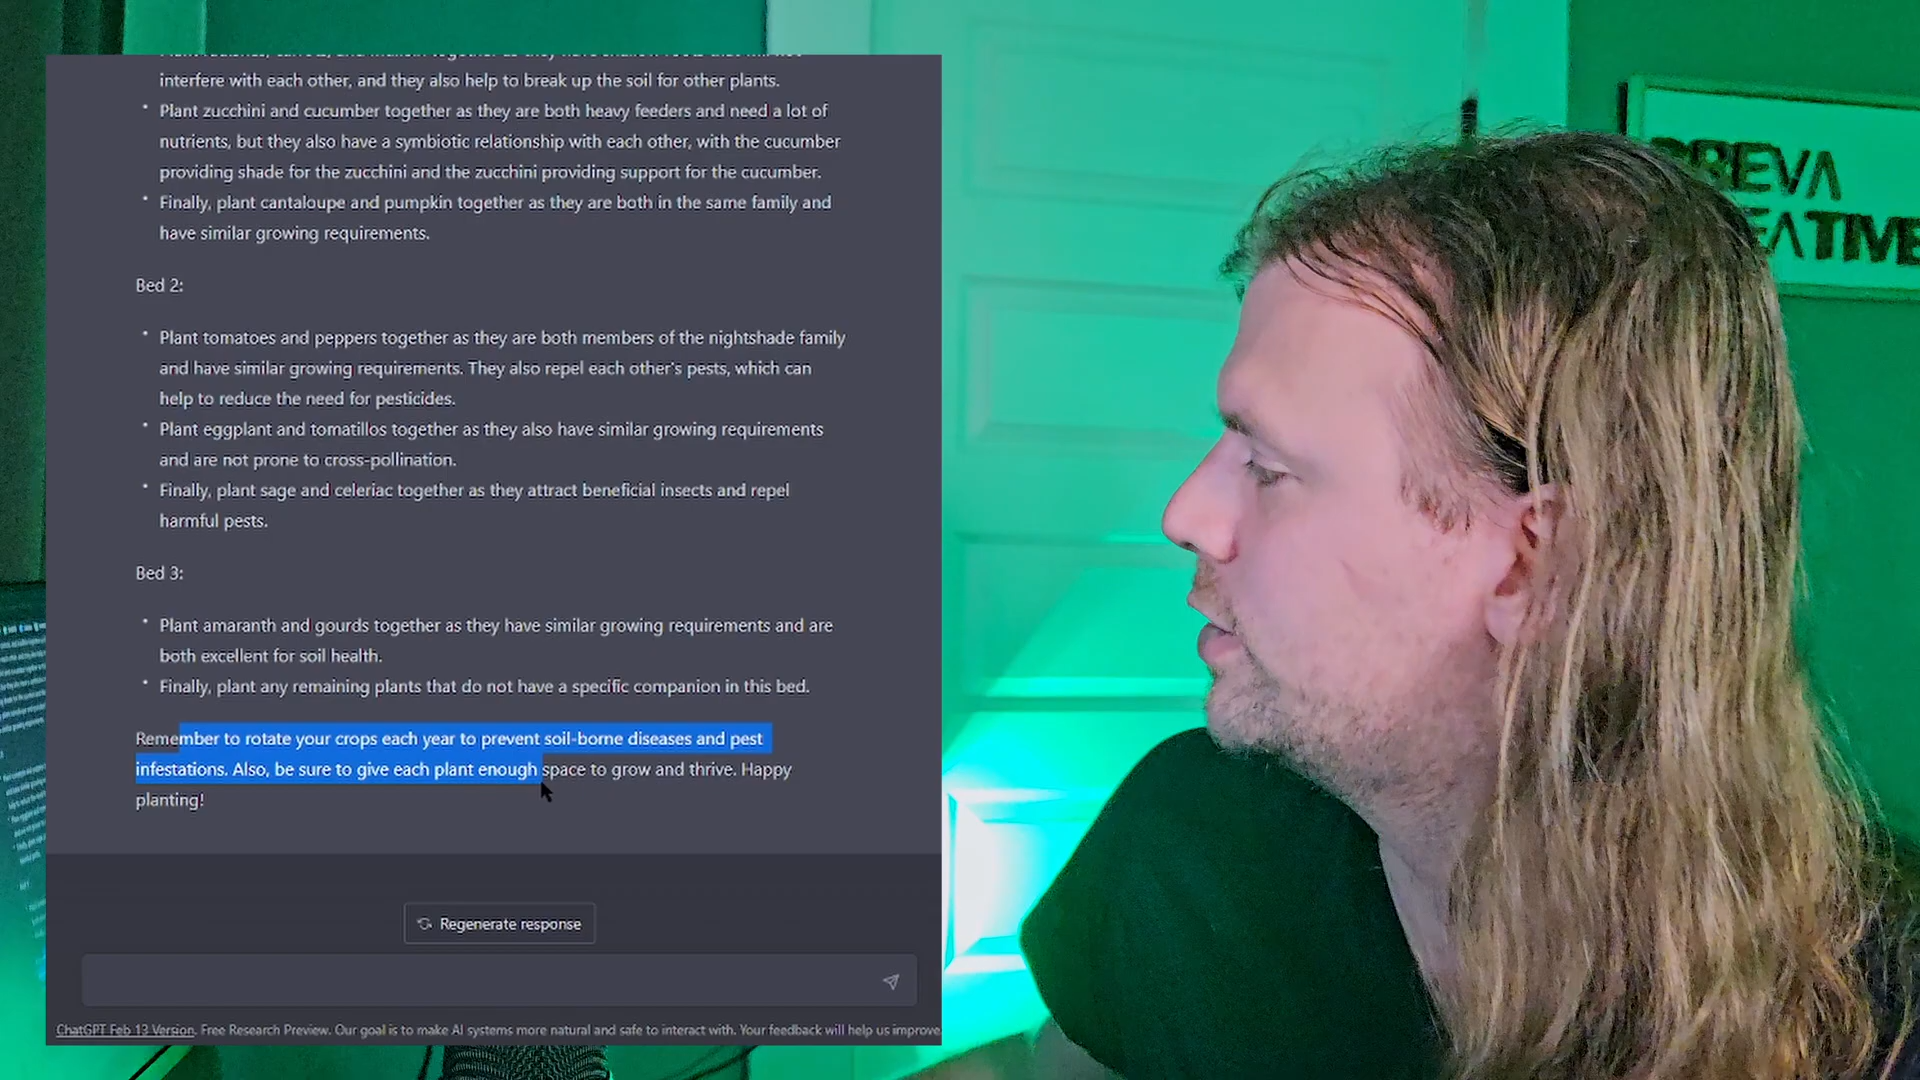 interfere with each other, and they also help to break up the soil for other plants.
• Plant zucchini and cucumber together as they are both heavy feeders and need a lot of
nutrients, but they also have a symbiotic relationship with each other, with the cucumber
providing shade for the zucchini and the zucchini providing support for the cucumber.
• Finally, plant cantaloupe and pumpkin together as they are both in the same family and
have similar growing requirements.
Bed 2:
• Plant tomatoes and peppers together as they are both members of the nightshade family
and have similar growing requirements. They also repel each other's pests, which can
help to reduce the need for pesticides.
• Plant eggplant and tomatillos together as they also have similar growing requirements
and are not prone to cross-pollination.
• Finally, plant sage and celeriac together as they attract beneficial insects and repel
harmful pests.
Bed 3:
• Plant amaranth and gourds together as they have similar growing requirements and are
both excellent for soil health.
• Finally, plant any remaining plants that do not have a specific companion in this bed.
Remember to rotate your crops each year to prevent soil-borne diseases and pest
infestations. Also, be sure to give each plant enough space to grow and thrive. Happy
planting!
Regenerate response
ChatGPT Feb 13 Version. Free Research Preview. Our goal is to make AI systems more natural and safe to interact with. Your feedback will help us improve.
BEVA
EATIVE